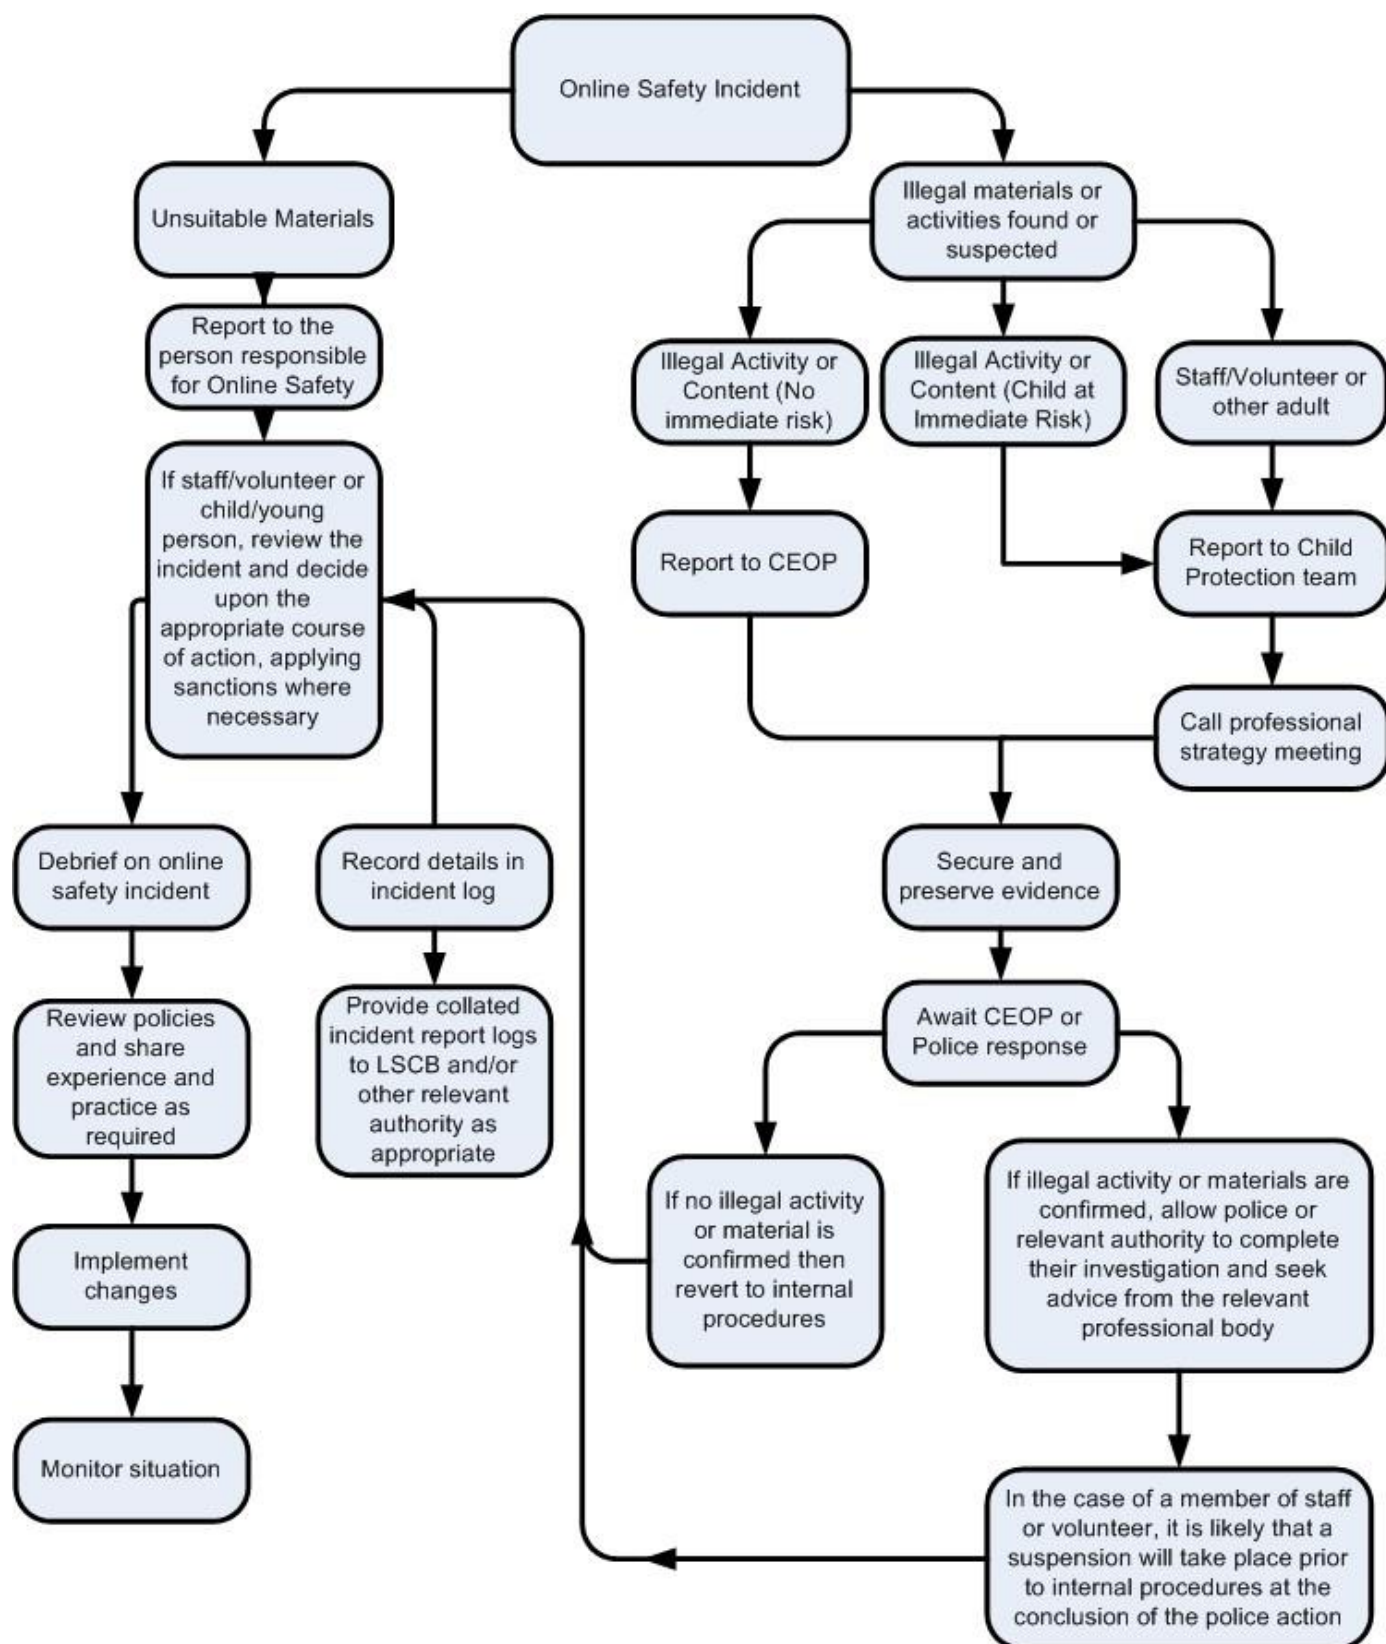 Online Safety Incident
Unsuitable Materials
Illegal materials or
activities found or
suspected
Report to the
person responsible
for Online Safety
Illegal Activity or
Content (No
immediate risk)
Illegal Activity or
Content (Child at
Immediate Risk)
Staff/Volunteer or
other adult
If staff/volunteer or
child/young
person, review the
incident and decide
upon the
appropriate course
of action, applying
sanctions where
necessary
Report to CEOP
Report to Child
Protection team
Call professional
strategy meeting
Debrief on online
safety incident
Record details in
incident log
Secure and
preserve evidence
Review policies
and share
experience and
practice as
required
Provide collated
incident report logs
to LSCB and/or
other relevant
authority as
appropriate
Await CEOP or
Police response
If no illegal activity
or material is
confirmed then
revert to internal
procedures
If illegal activity or materials are
confirmed, allow police or
relevant authority to complete
their investigation and seek
advice from the relevant
professional body
Implement
changes
Monitor situation
In the case of a member of staff
or volunteer, it is likely that a
suspension will take place prior
to internal procedures at the
conclusion of the police action